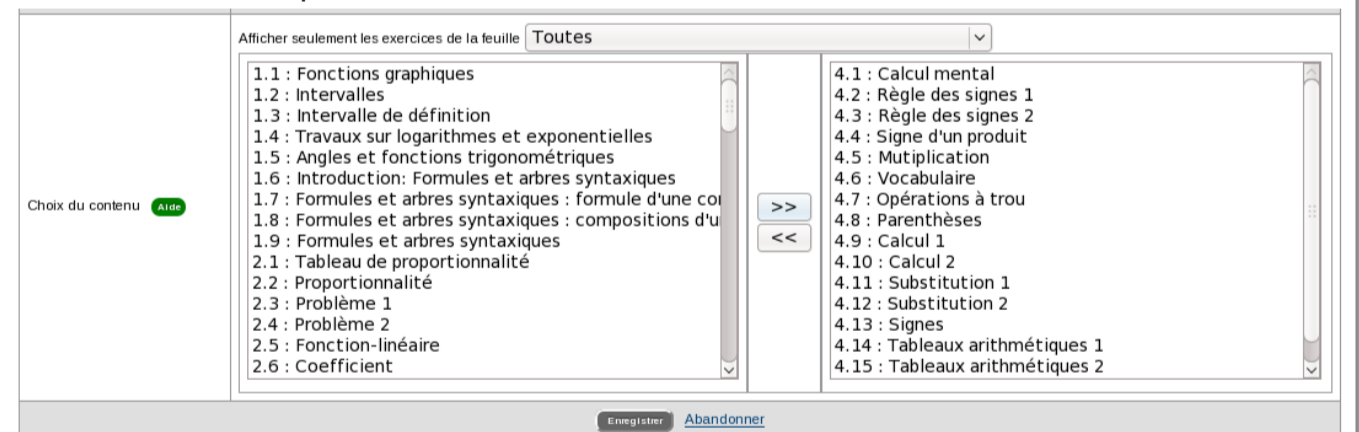 Afficher seulement les exercices de la feuille Toutes
Choix du contenu Aide
1.1 : Fonctions graphiques
1.2 : Intervalles
1.3 : Intervalle de définition
1.4 : Travaux sur logarithmes et exponentielles
1.5 : Angles et fonctions trigonométriques
1.6 : Introduction: Formules et arbres syntaxiques
1.7 : Formules et arbres syntaxiques : formule d'une
1.8 : Formules et arbres syntaxiques : compositions
1.9 : Formules et arbres syntaxiques
2.1 : Tableau de proportionnalité
2.2 : Proportionnalité
2.3 : Problème 1
2.4 : Problème 2
2.5 : Fonction-linéaire
2.6 : Coefficient
>>
<<
4.1 : Calcul mental
4.2 : Règle des signes 1
4.3 : Règle des signes 2
4.4 : Signe d'un produit
4.5 : Mutiplication
4.6 : Vocabulaire
4.7 : Opérations à trou
4.8 : Parenthèses
4.9 : Calcul 1
4.10 : Calcul 2
4.11 : Substitution 1
4.12 : Substitution 2
4.13 : Signes
4.14 : Tableaux arithmétiques 1
4.15 : Tableaux arithmétiques 2
Enregistrer Abandonner